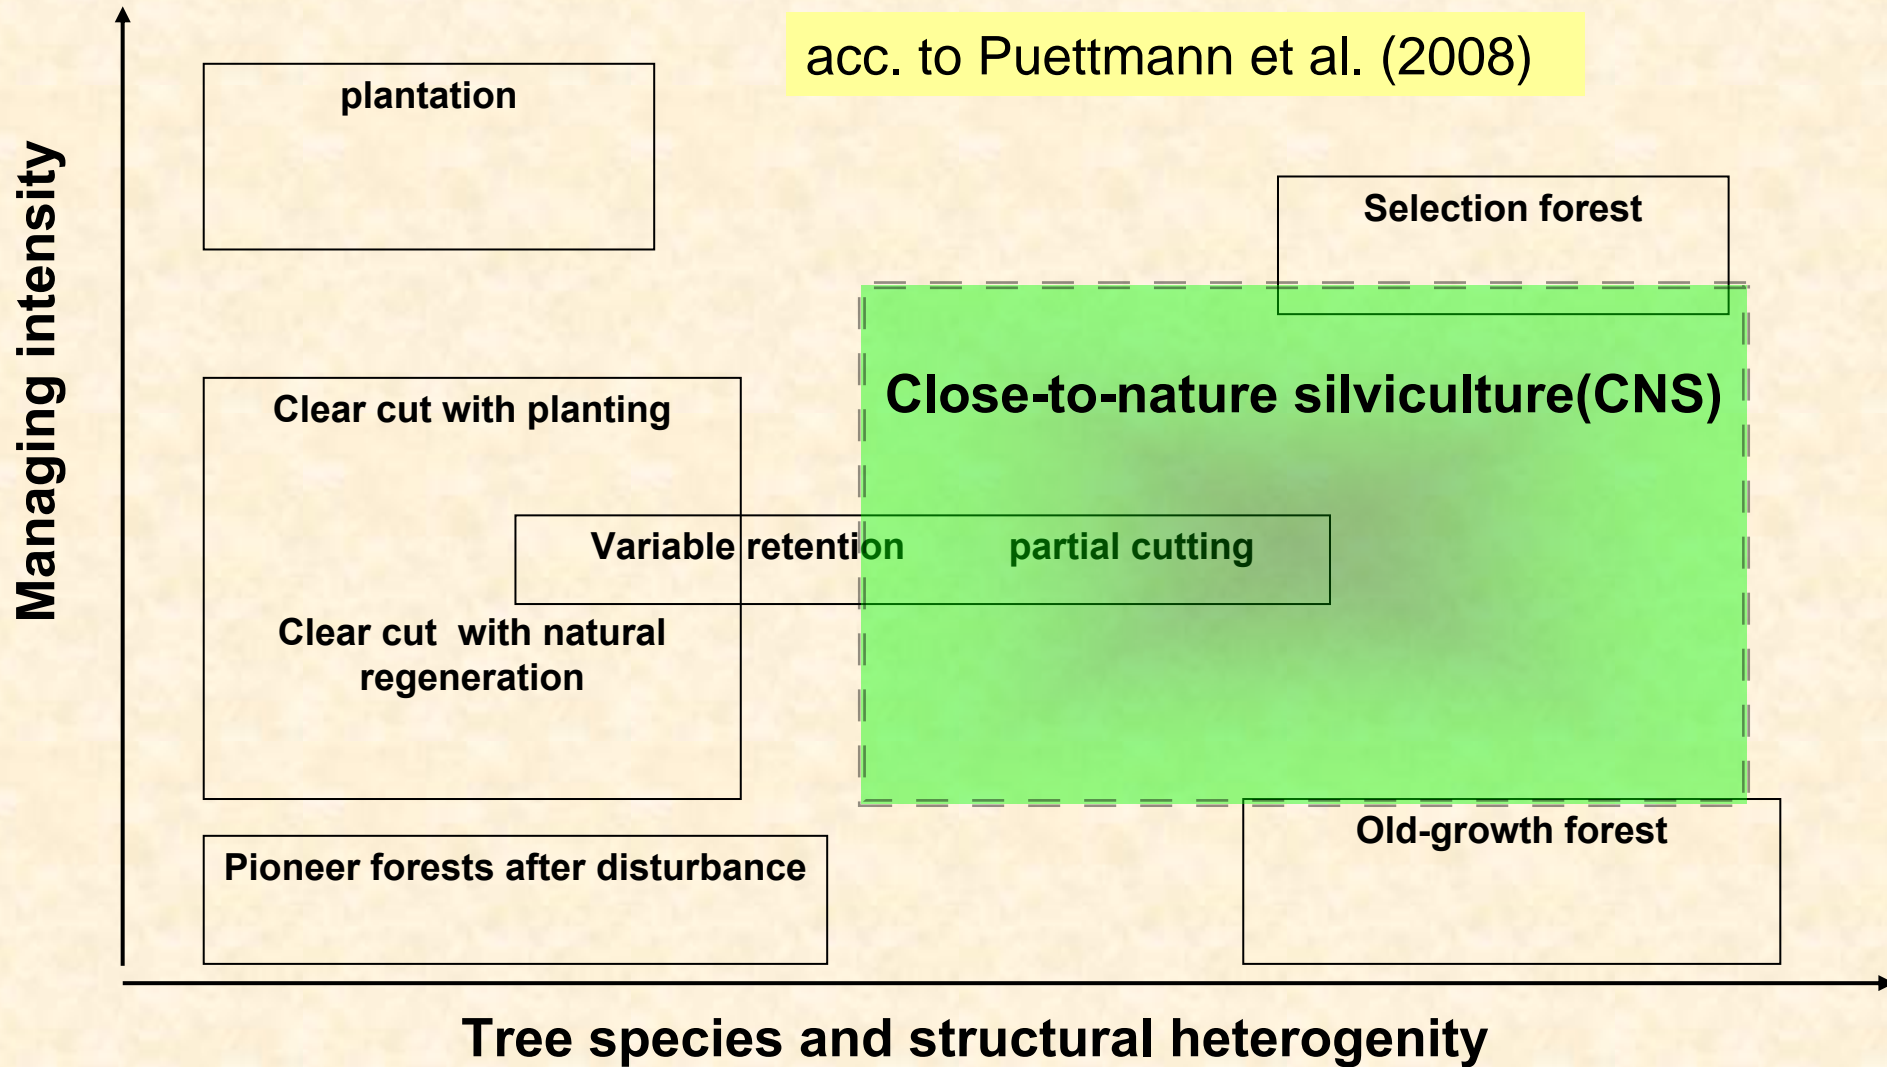 acc. to Puettmann et al. (2008)
plantation
Selection forest
Managing intensity
Clear cut with planting
Close-to-nature silviculture(CNS)
Variable retention partial cutting
Clear cut with natural
regeneration
Old-growth forest
Pioneer forests after disturbance
Tree species and structural heterogenity